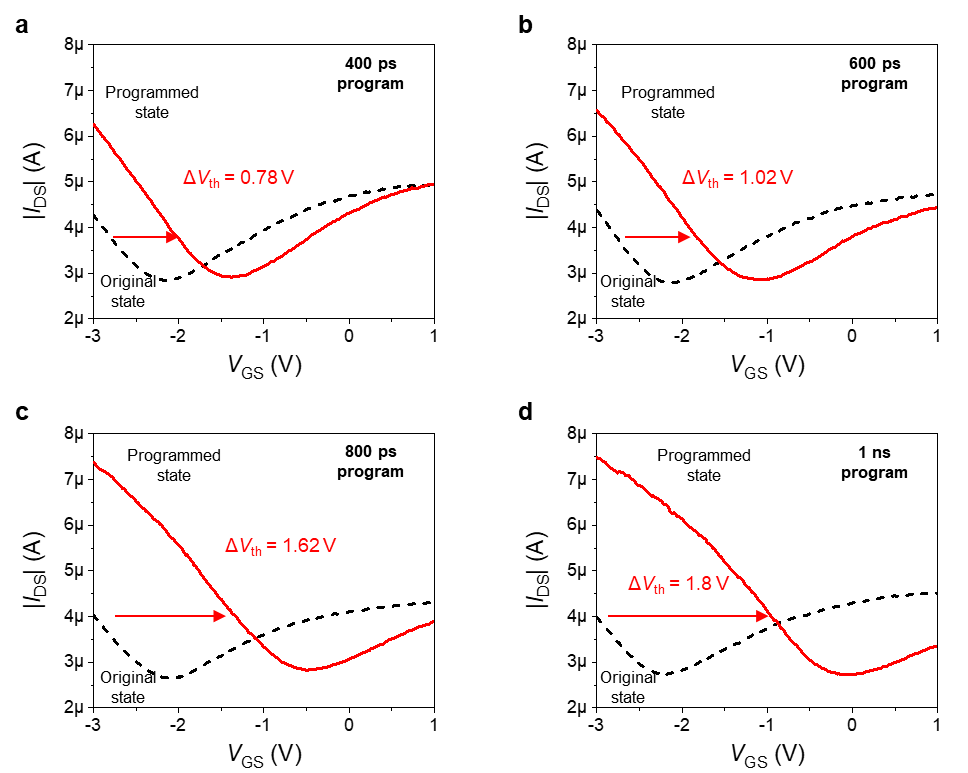 a
8μ
7μ
6μ
5μ
4μ
3μ
2μ
|IDS| (A)
400 ps
program
Programmed
state
ΔVth = 0.78 V
Original
state
-3 -2 -1 0 1
VGS (V)
b
8μ
7μ
6μ
5μ
4μ
3μ
2μ
|IDS| (A)
600 ps
program
Programmed
state
ΔVth = 1.02 V
Original
state
-3 -2 -1 0 1
VGS (V)
c
8μ
7μ
6μ
5μ
4μ
3μ
2μ
|IDS| (A)
800 ps
program
Programmed
state
ΔVth = 1.62 V
Original
state
-3 -2 -1 0 1
VGS (V)
d
8μ
7μ
6μ
5μ
4μ
3μ
2μ
|IDS| (A)
1 ns
program
Programmed
state
ΔVth = 1.8 V
Original
state
-3 -2 -1 0 1
VGS (V)